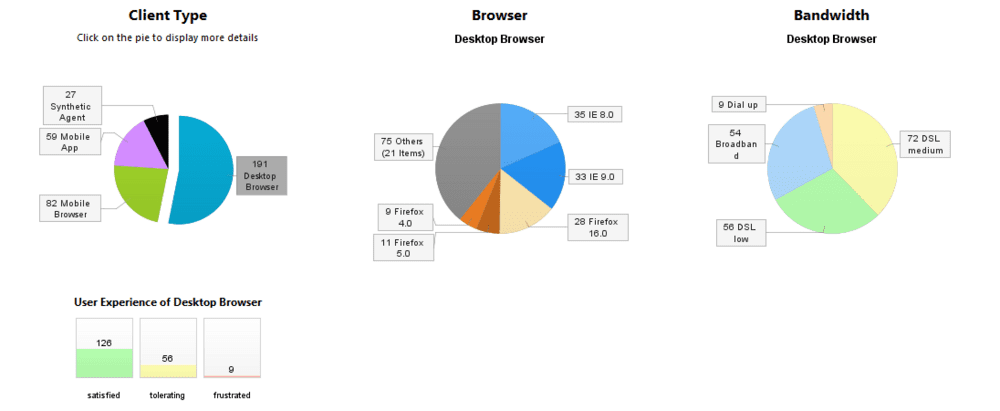 Client Type
Click on the pie to display more details
27
Synthetic
Agent
59 Mobile
App
82 Mobile
Browser
191
Desktop
Browser
Browser
Desktop Browser
35 IE 8.0
33 IE 9.0
28 Firefox
16.0
75 Others
(21 Items)
9 Firefox
4.0
11 Firefox
5.0
Bandwidth
Desktop Browser
9 Dial up
54
Broadban
d
56 DSL
low
72 DSL
medium
User Experience of Desktop Browser
126
56
9
satisfied
tolerating
frustrated